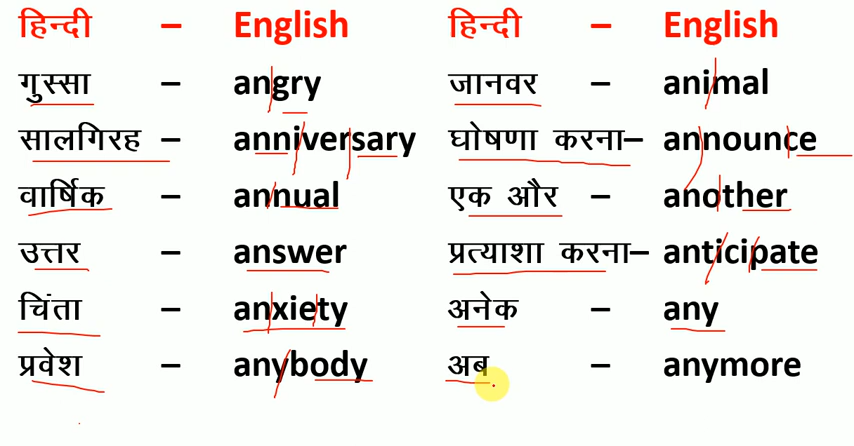 हिन्दी – English हिन्दी – English
गुस्सा – angry जानवर – animal
सालगिरह – anniversary घोषणा करना– announce
वार्षिक – annual एक और – another
उत्तर – answer प्रत्याशा करना– anticipate
चिंता – anxiety अनेक – any
प्रवेश – anybody अब – anymore